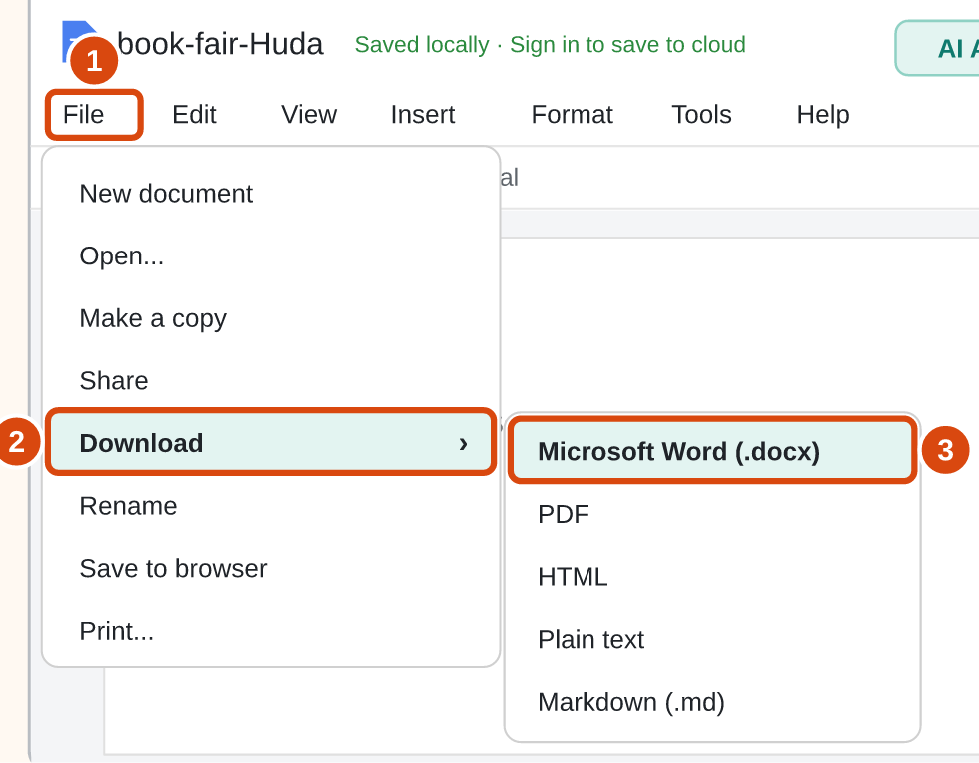 book-fair-Huda Saved locally · Sign in to save to cloud AI
1
File Edit View Insert Format Tools Help
al
New document
Open...
Make a copy
Share
2 Download ›
Microsoft Word (.docx) 3
Rename
Save to browser
Print...
PDF
HTML
Plain text
Markdown (.md)